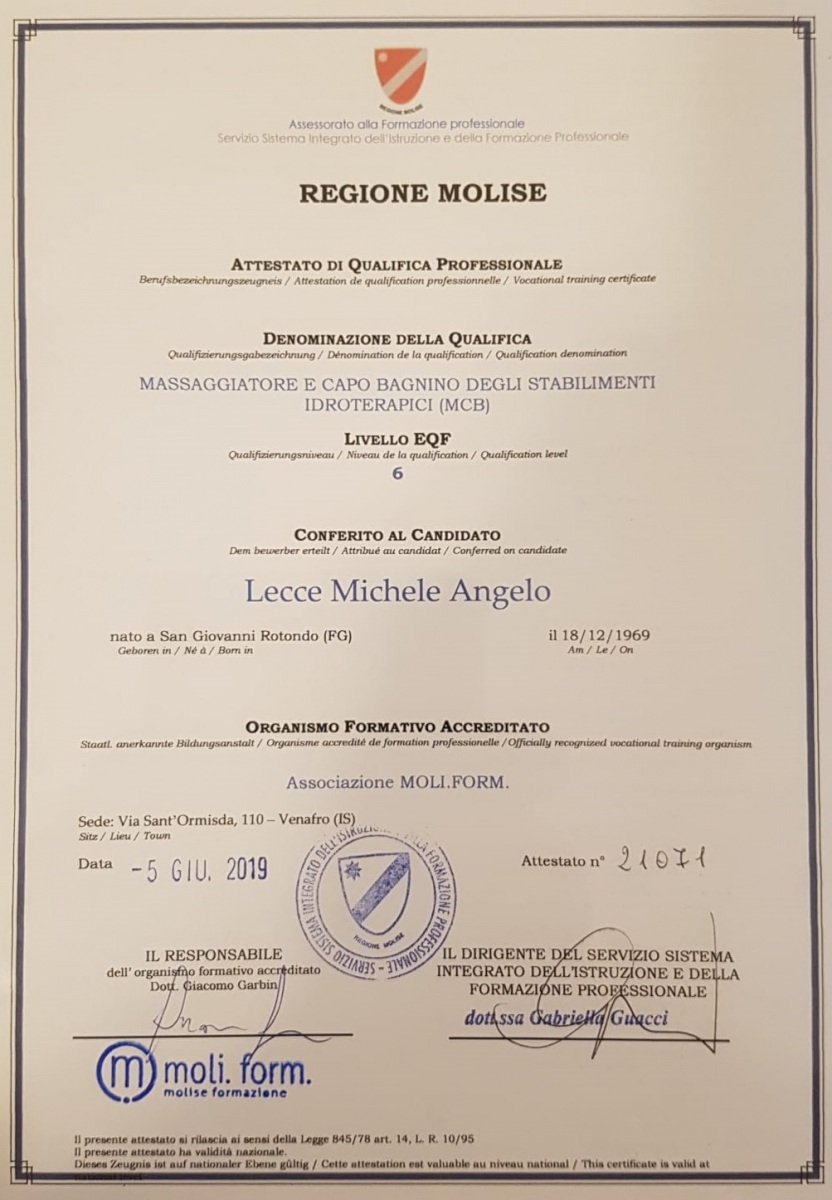 REGIONE MOLISE
Assessorato alla Formazione professionale
Servizio Sistema Integrato dell'Istruzione e della Formazione Professionale
REGIONE MOLISE
ATTESTATO DI QUALIFICA PROFESSIONALE
Berufsbezeichnungszeugneis / Attestation de qualification professionnelle / Vocational training certificate
DENOMINAZIONE DELLA QUALIFICA
Qualifizierungsgabezeichnung / Dénomination de la qualification / Qualification denomination
MASSAGGIATORE E CAPO BAGNINO DEGLI STABILIMENTI
IDROTERAPICI (MCB)
LIVELLO EQF
Qualifizierungsniveau / Niveau de la qualification / Qualification level
6
CONFERITO AL CANDIDATO
Dem bewerber erteilt / Attribué au candidat / Conferred on candidate
Lecce Michele Angelo
nato a San Giovanni Rotondo (FG) il 18/12/1969
Geboren in / Né à / Born in Am / Le / On
ORGANISMO FORMATIVO ACCREDITATO
Staatl. anerkannte Bildungsanstalt / Organisme accredité de formation professionelle / Officially recognized vocational training organism
Associazione MOLI.FORM.
Sede: Via Sant'Ormisda, 110 – Venafro (IS)
Sitz / Lieu / Town
Data -5 GIU. 2019 Attestato n° 21071
SERVIZIO SISTEMA INTEGRATO DELL'ISTRUZIONE E DELLA FORMAZIONE PROFESSIONALE -
REGIONE MOLISE
IL RESPONSABILE
dell'organismo formativo accreditato
Dott. Giacomo Garbin
IL DIRIGENTE DEL SERVIZIO SISTEMA
INTEGRATO DELL'ISTRUZIONE E DELLA
FORMAZIONE PROFESSIONALE
dott.ssa Gabriella Guacci
m moli. form.
molise formazione
Il presente attestato si rilascia ai sensi della Legge 845/78 art. 14, L. R. 10/95
Il presente attestato ha validità nazionale.
Dieses Zeugnis ist auf nationaler Ebene gültig / Cette attestation est valuable au niveau national / This certificate is valid at